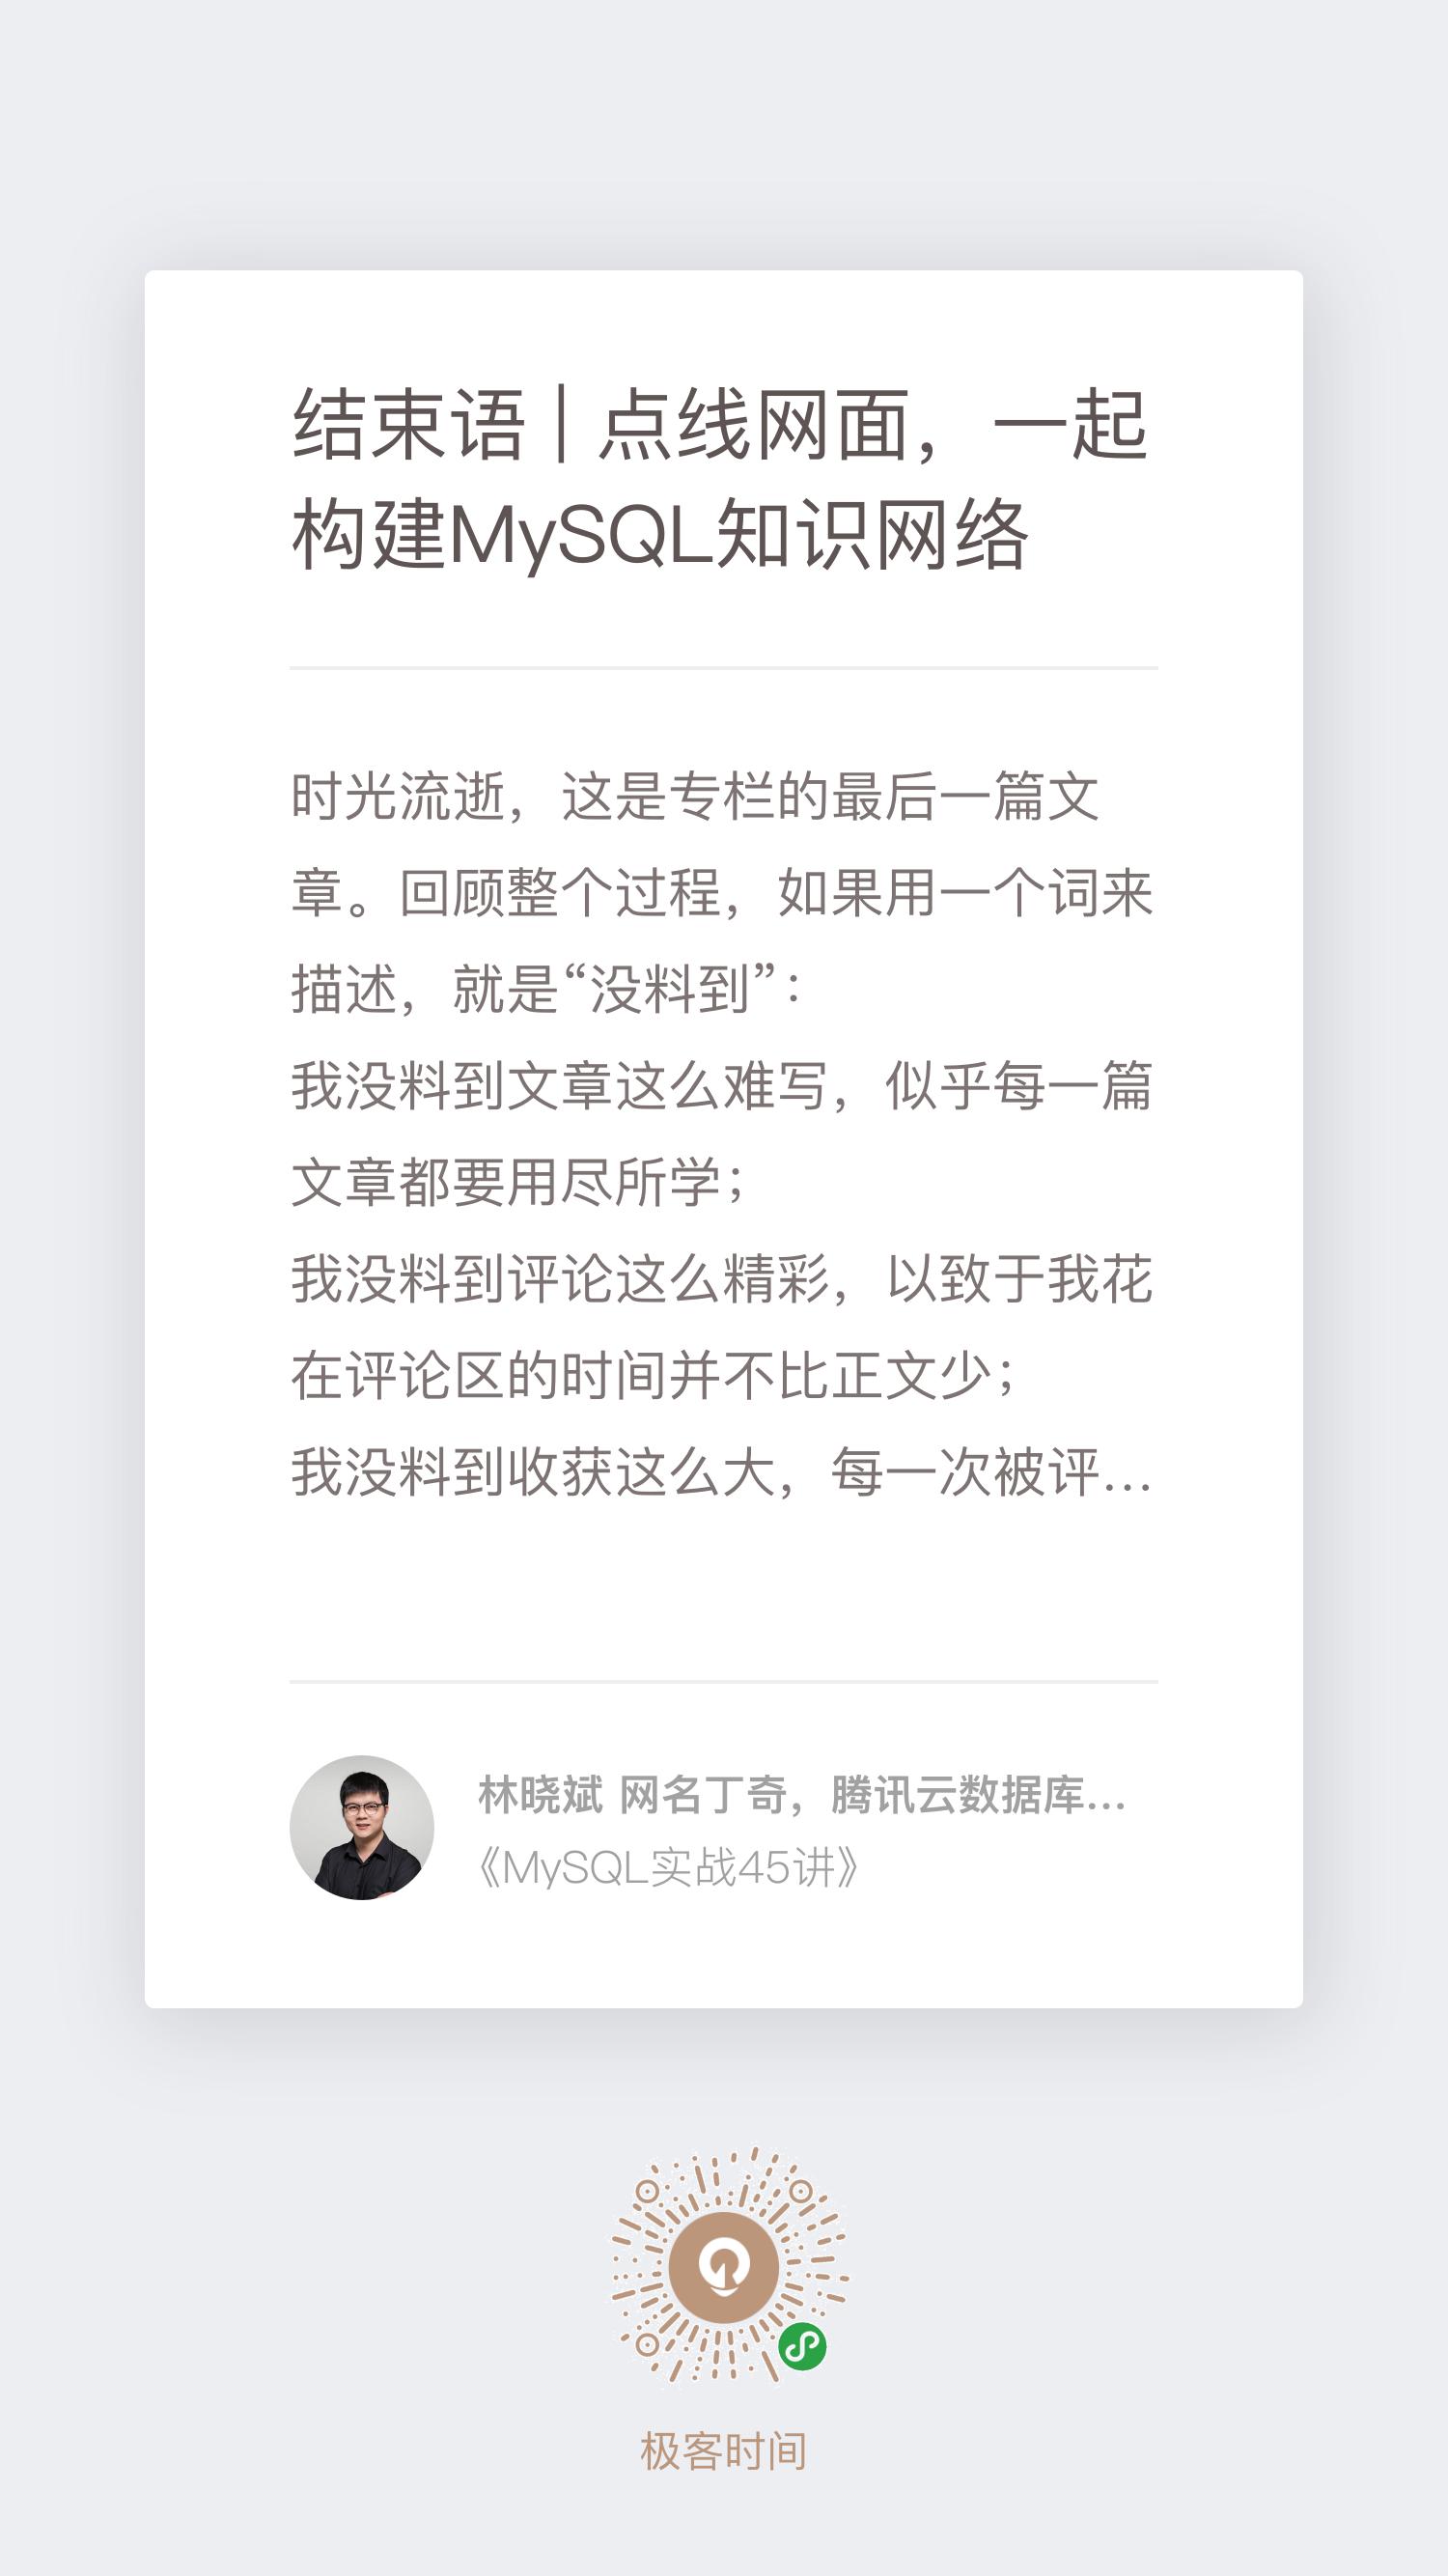 结束语 | 点线网面，一起
构建MySQL知识网络
时光流逝，这是专栏的最后一篇文
章。回顾整个过程，如果用一个词来
描述，就是“没料到”：
我没料到文章这么难写，似乎每一篇
文章都要用尽所学；
我没料到评论这么精彩，以致于我花
在评论区的时间并不比正文少；
我没料到收获这么大，每一次被评...
林晓斌 网名丁奇，腾讯云数据库...
《MySQL实战45讲》
极客时间